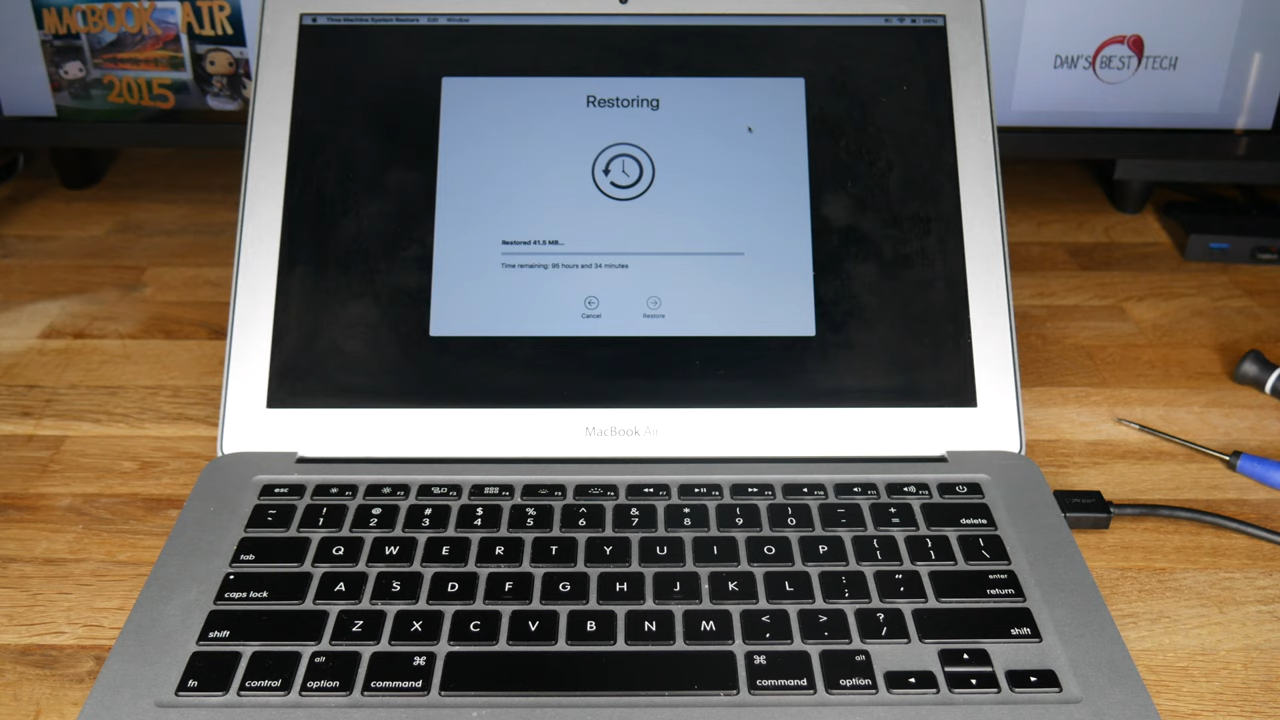 MACBOOK AIR
2015
DAN'S BEST TECH
Time Machine System Restore Edit Window
Restoring
Restored 41.5 MB...
Time remaining: 95 hours and 34 minutes
Cancel Restore
MacBook Air
esc F1 F2 F3 F4 F5 F6 F7 F8 F9 F10 F11 F12
~ ! @ # $ % ^ & * ( ) _ +
` 1 2 3 4 5 6 7 8 9 0 - = delete
tab Q W E R T Y U I O P { [ } ] | \
caps lock A S D F G H J K L : ; " ' enter return
shift Z X C V B N M < , > . ? / shift
fn control alt option ⌘ command ⌘ command alt option ◄ ▲ ▼ ►